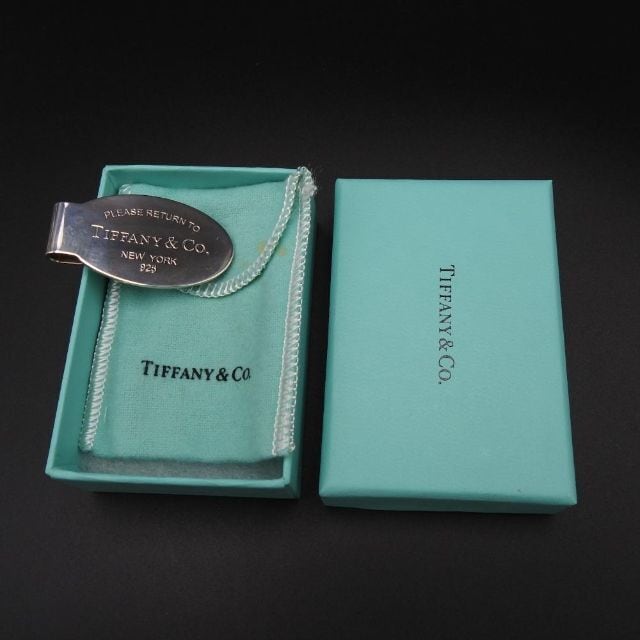 PLEASE RETURN TO
TIFFANY & CO.
NEW YORK
925
TIFFANY & CO.
TIFFANY & CO.